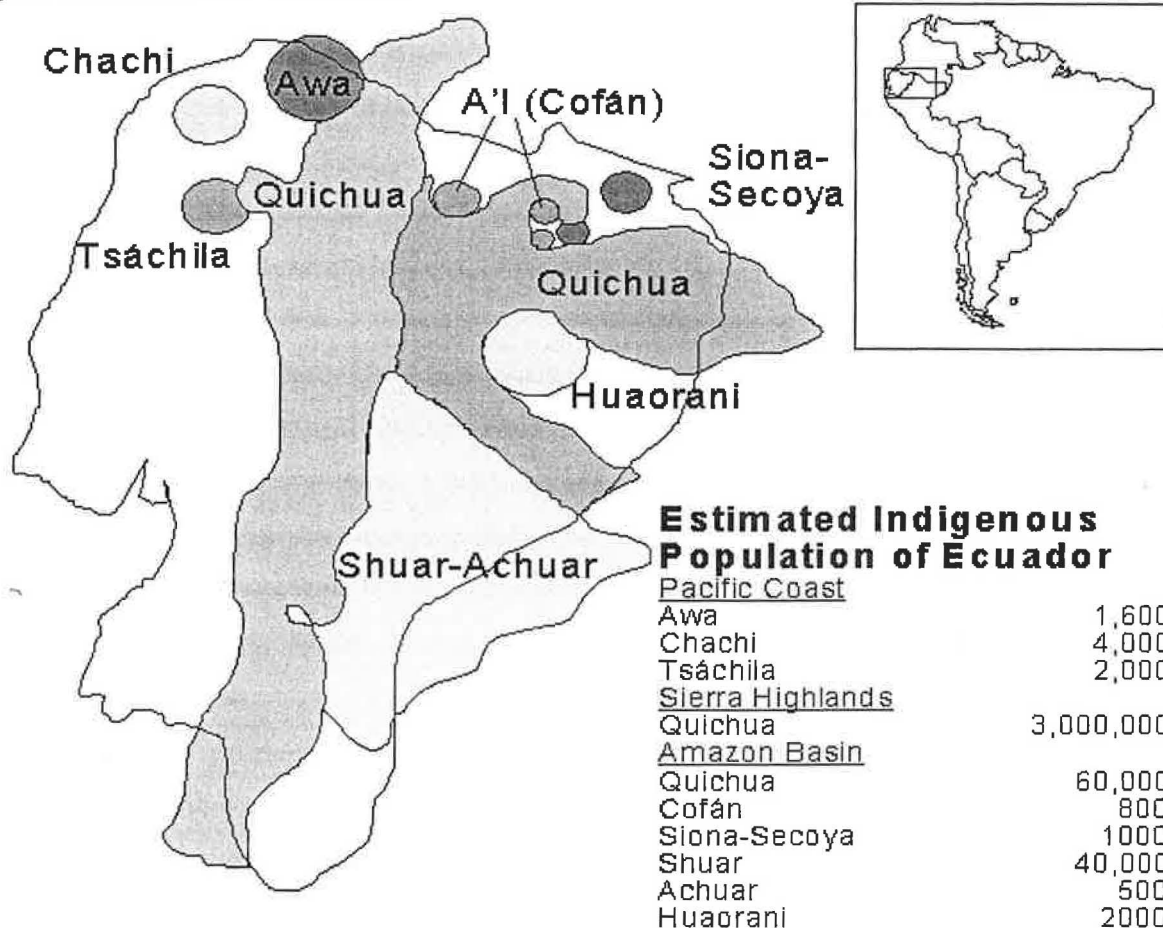 Chachi
Awa
A'I (Cofán)
Siona-
Secoya
Quichua
Tsáchila
Quichua
Huaorani
Shuar-Achuar
Estimated Indigenous
Population of Ecuador
Pacific Coast
Awa 1,600
Chachi 4,000
Tsáchila 2,000
Sierra Highlands
Quichua 3,000,000
Amazon Basin
Quichua 60,000
Cofán 800
Siona-Secoya 1000
Shuar 40,000
Achuar 500
Huaorani 2000